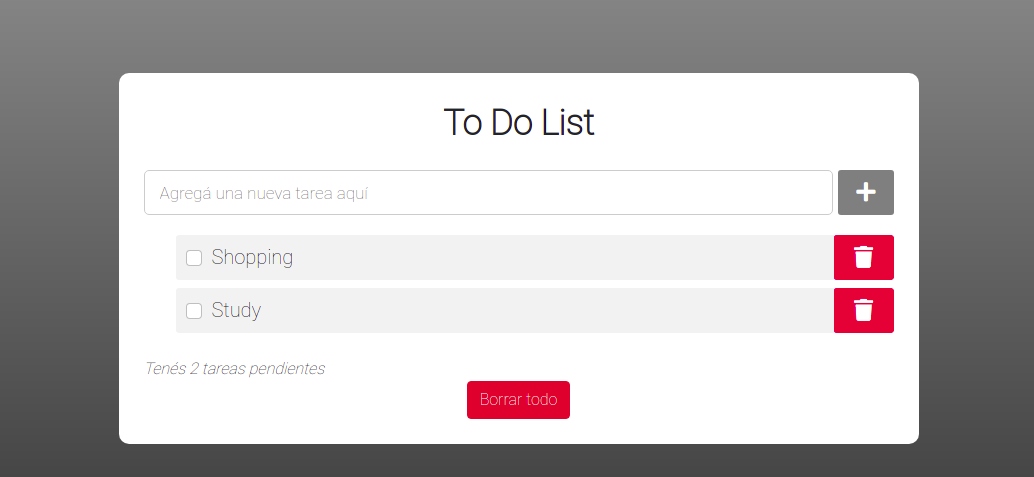 To Do List
Agregá una nueva tarea aquí
Shopping
Study
Tenés 2 tareas pendientes
Borrar todo